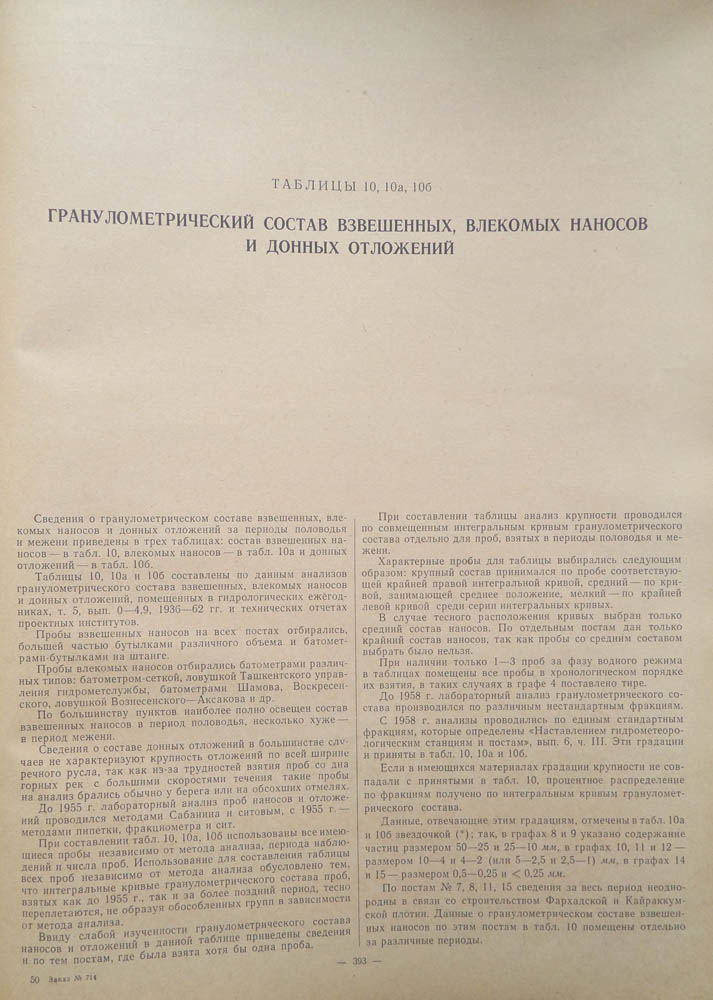 ТАБЛИЦЫ 10, 10а, 10б
ГРАНУЛОМЕТРИЧЕСКИЙ СОСТАВ ВЗВЕШЕННЫХ, ВЛЕКОМЫХ НАНОСОВ
И ДОННЫХ ОТЛОЖЕНИЙ
Сведения о гранулометрическом составе взвешенных, вле-
комых наносов и донных отложений за периоды половодья
и межени приведены в трех таблицах: состав взвешенных на-
носов — в табл. 10, влекомых наносов — в табл. 10а и донных
отложений — в табл. 10б.
Таблицы 10, 10а и 10б составлены по данным анализов
гранулометрического состава взвешенных, влекомых наносов
и донных отложений, помещенных в гидрологических ежегод-
никах, т. 5, вып. 0—4,9, 1936—62 гг. и технических отчетах
проектных институтов.
Пробы взвешенных наносов на всех постах отбирались,
большей частью бутылками различного объема и батомет-
рами-бутылками на штанге.
Пробы влекомых наносов отбирались батометрами различ-
ных типов: батометром-сеткой, ловушкой Ташкентского управ-
ления гидрометслужбы, батометрами Шамова, Воскресен-
ского, ловушкой Вознесенского—Аксакова и др.
По большинству пунктов наиболее полно освещен состав
взвешенных наносов в период половодья, несколько хуже —
в период межени.
Сведения о составе донных отложений в большинстве слу-
чаев не характеризуют крупность отложений по всей ширине
речного русла, так как из-за трудностей взятия проб со дна
горных рек с большими скоростями течения такие пробы
на анализ брались обычно у берега или на обсохших отмелях.
До 1955 г. лабораторный анализ проб наносов и отложе-
ний проводился методами Сабанина и ситовым, с 1955 г. —
методами пипетки, фракциометра и сит.
При составлении табл. 10, 10а, 10б использованы все имею-
щиеся пробы независимо от метода анализа, периода наблю-
дений и числа проб. Использование для составления таблицы
всех проб независимо от метода анализа обусловлено тем,
что интегральные кривые гранулометрического состава проб,
взятых как до 1955 г., так и за более поздний период, тесно
переплетаются, не образуя обособленных групп в зависимости
от метода анализа.
Ввиду слабой изученности гранулометрического состава
наносов и отложений в данной таблице приведены сведения
и по тем постам, где была взята хотя бы одна проба.
50 Заказ № 714
При составлении таблицы анализ крупности проводился
по совмещенным интегральным кривым гранулометрического
состава отдельно для проб, взятых в периоды половодья и ме-
жени.
Характерные пробы для таблицы выбирались следующим
образом: крупный состав принимался по пробе соответствую-
щей крайней правой интегральной кривой, средний — по кри-
вой, занимающей среднее положение, мелкий — по крайней
левой кривой среди серии интегральных кривых.
В случае тесного расположения кривых выбран только
средний состав наносов. По отдельным постам дан только
крайний состав наносов, так как пробы со средним составом
выбрать было нельзя.
При наличии только 1—3 проб за фазу водного режима
в таблицах помещены все пробы в хронологическом порядке
их взятия, в таких случаях в графе 4 поставлено тире.
До 1958 г. лабораторный анализ гранулометрического со-
става производился по различным нестандартным фракциям.
С 1958 г. анализы проводились по единым стандартным
фракциям, которые определены «Наставлением гидрометеоро-
логическим станциям и постам», вып. 6, ч. III. Эти градации
и приняты в табл. 10, 10а и 10б.
Если в имеющихся материалах градации крупности не сов-
падали с принятыми в табл. 10, процентное распределение
по фракциям получено по интегральным кривым грануломет-
рического состава.
Данные, отвечающие этим градациям, отмечены в табл. 10а
и 10б звездочкой (*); так, в графах 8 и 9 указано содержание
частиц размером 50—25 и 25—10 мм, в графах 10, 11 и 12 —
размером 10—4 и 4—2 (или 5—2,5 и 2,5—1) мм, в графах 14
и 15 — размером 0,5—0,25 и < 0,25 мм.
По постам № 7, 8, 11, 15 сведения за весь период неодно-
родны в связи со строительством Фархадской и Кайраккум-
ской плотин. Данные о гранулометрическом составе взвешен-
ных наносов по этим постам в табл. 10 помещены отдельно
за различные периоды.
— 393 —